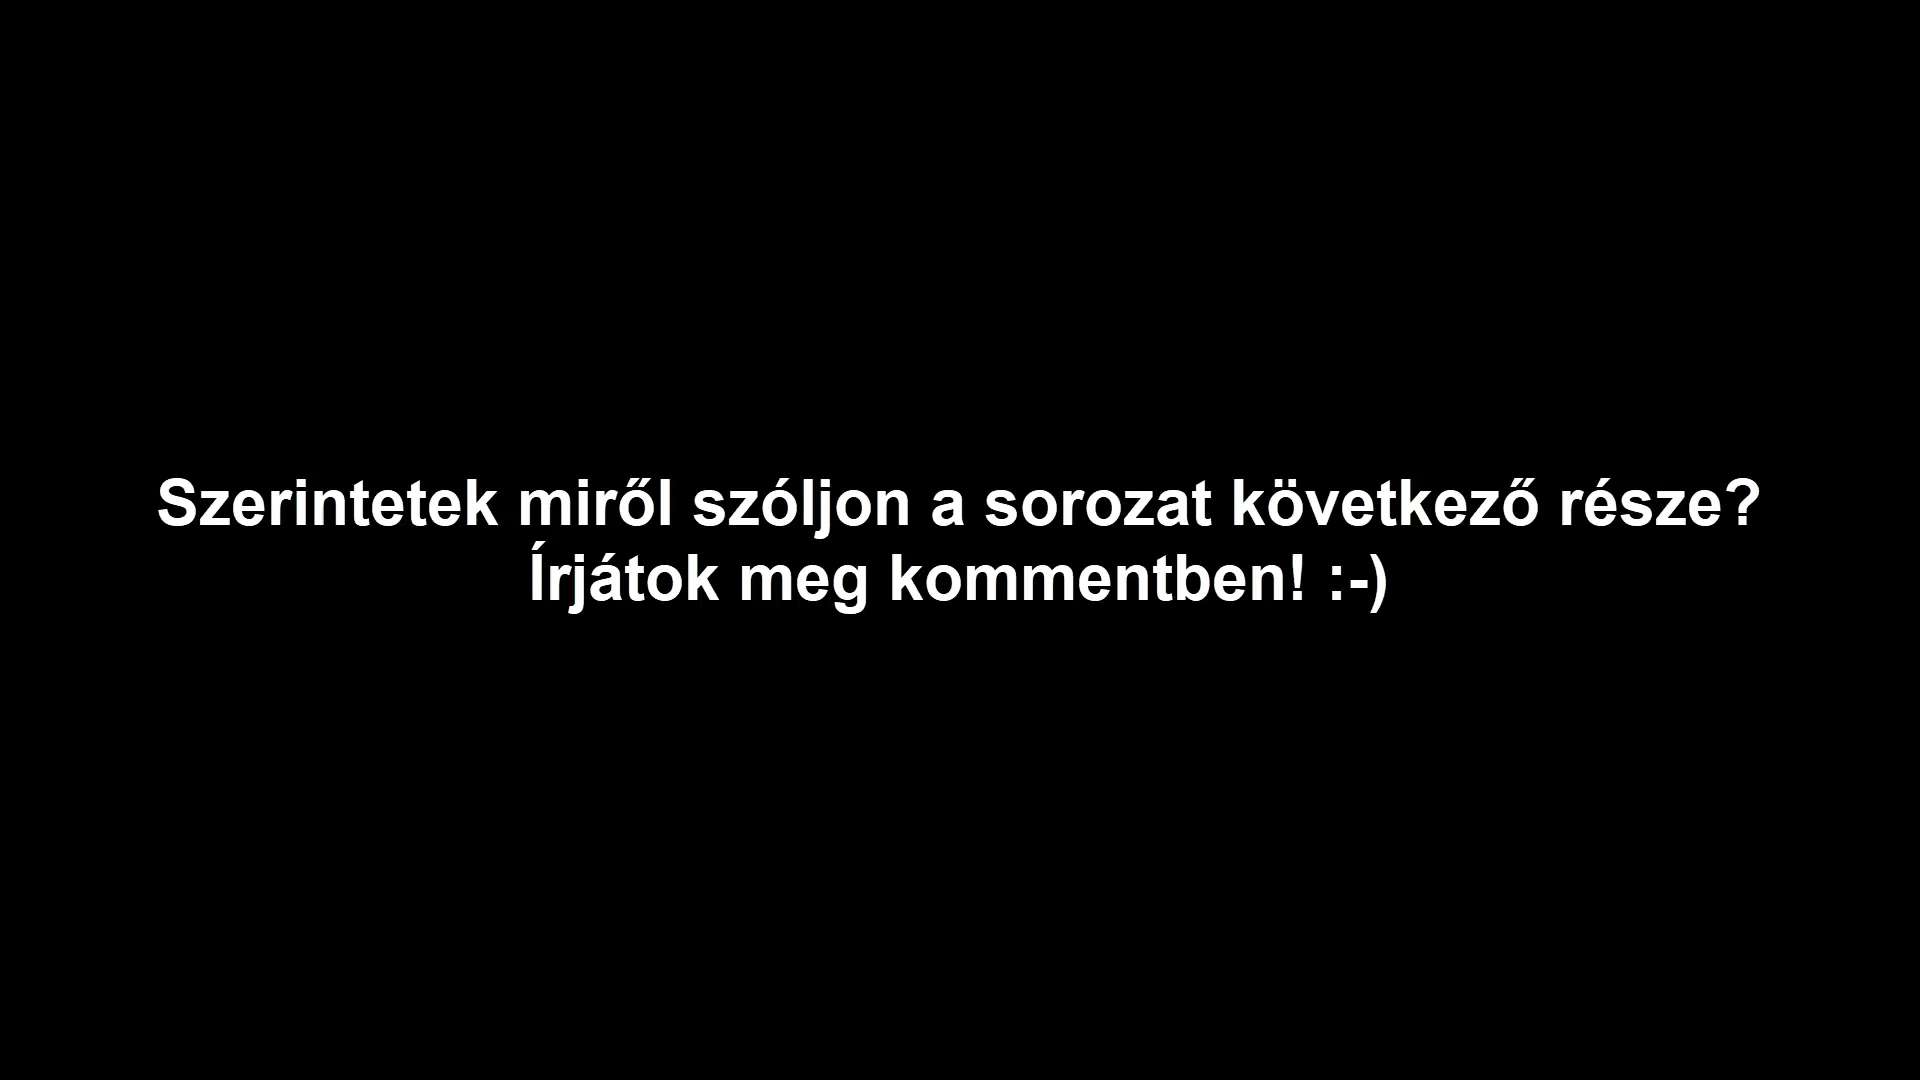 Szerintetek miről szóljon a sorozat következő része?
Írjátok meg kommentben! :-)